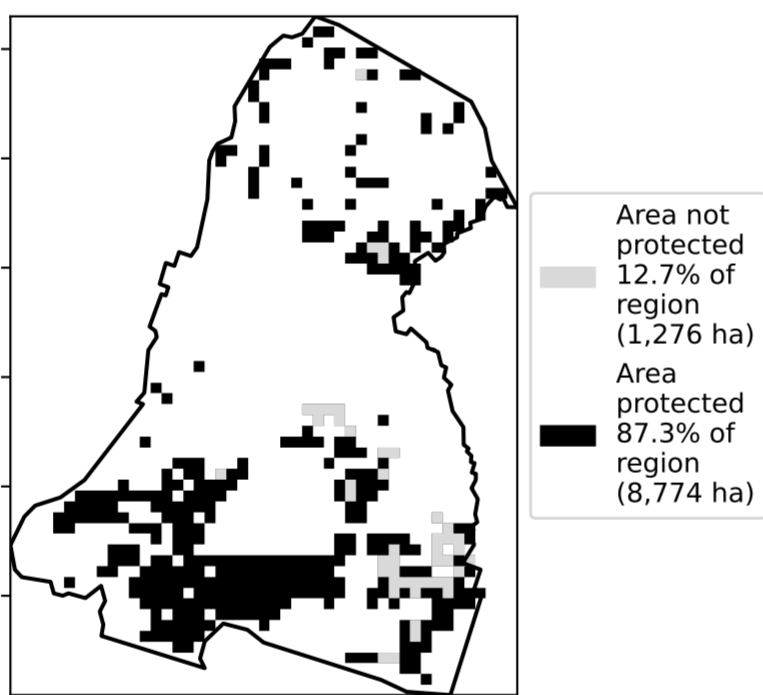 Area not
protected
12.7% of
region
(1,276 ha)
Area
protected
87.3% of
region
(8,774 ha)